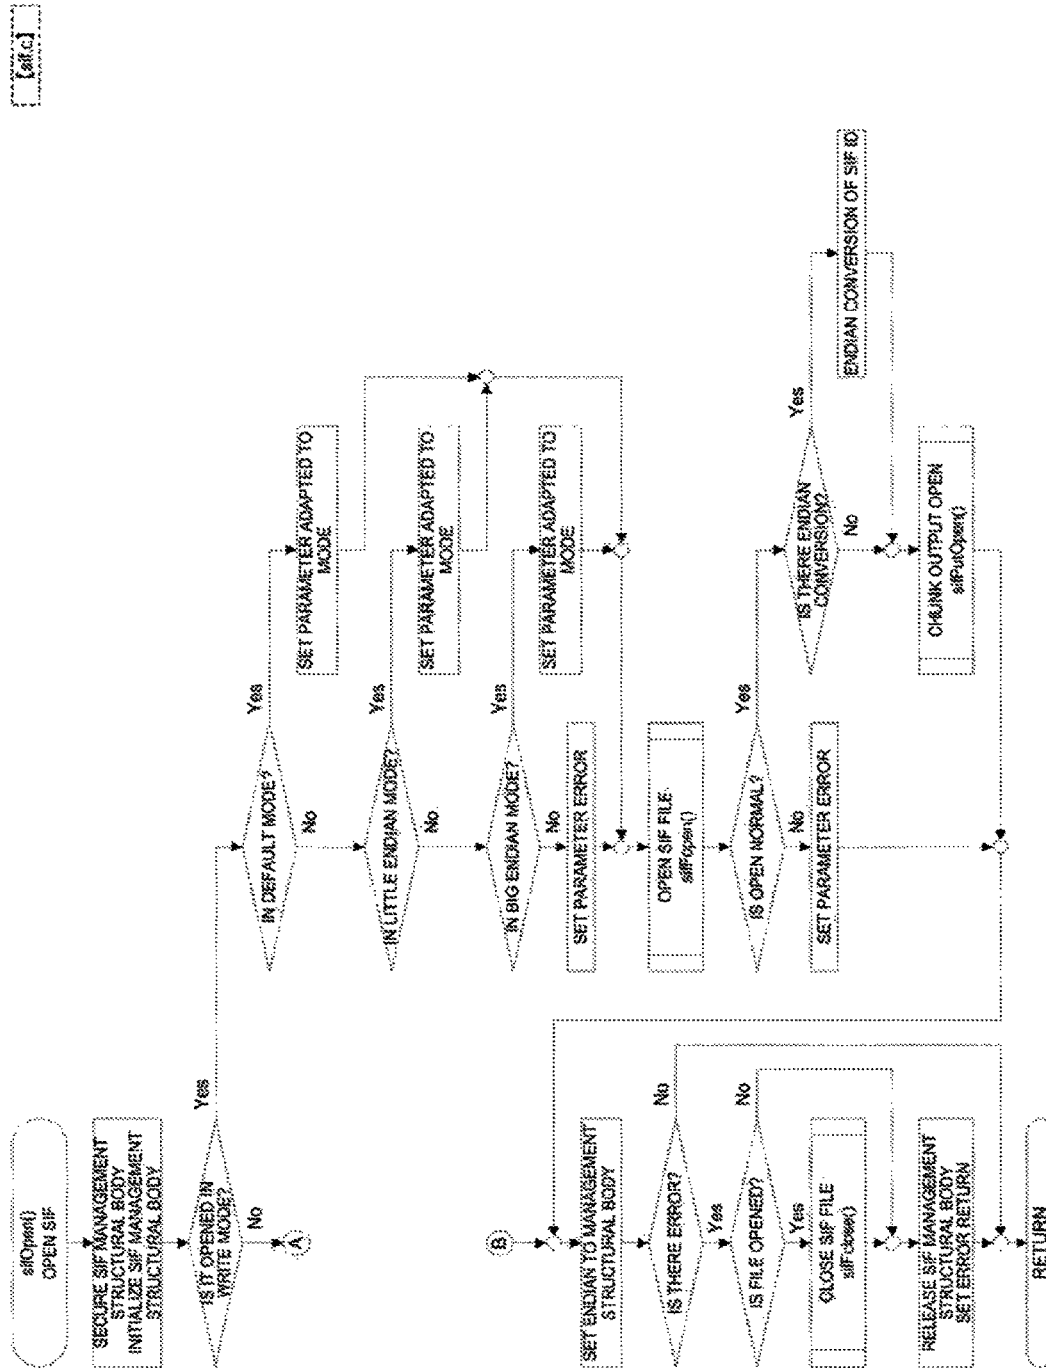 [sif.c]
sifOpen()
OPEN SIF
SECURE SIF MANAGEMENT
STRUCTURAL BODY
INITIALIZE SIF MANAGEMENT
STRUCTURAL BODY
IS IT OPENED IN
WRITE MODE?
Yes
No
A
IN DEFAULT MODE?
Yes
No
SET PARAMETER ADAPTED TO
MODE
IN LITTLE ENDIAN MODE?
Yes
No
SET PARAMETER ADAPTED TO
MODE
IN BIG ENDIAN MODE?
Yes
No
SET PARAMETER ADAPTED TO
MODE
SET PARAMETER ERROR
OPEN SIF FILE
sifFopen()
IS OPEN NORMAL?
Yes
No
SET PARAMETER ERROR
IS THERE ENDIAN
CONVERSION?
Yes
No
ENDIAN CONVERSION OF SIF ID
CHUNK OUTPUT OPEN
sifPutOpen()
B
SET ENDIAN TO MANAGEMENT
STRUCTURAL BODY
IS THERE ERROR?
No
Yes
IS FILE OPENED?
No
Yes
CLOSE SIF FILE
sifFclose()
RELEASE SIF MANAGEMENT
STRUCTURAL BODY
SET ERROR RETURN
RETURN